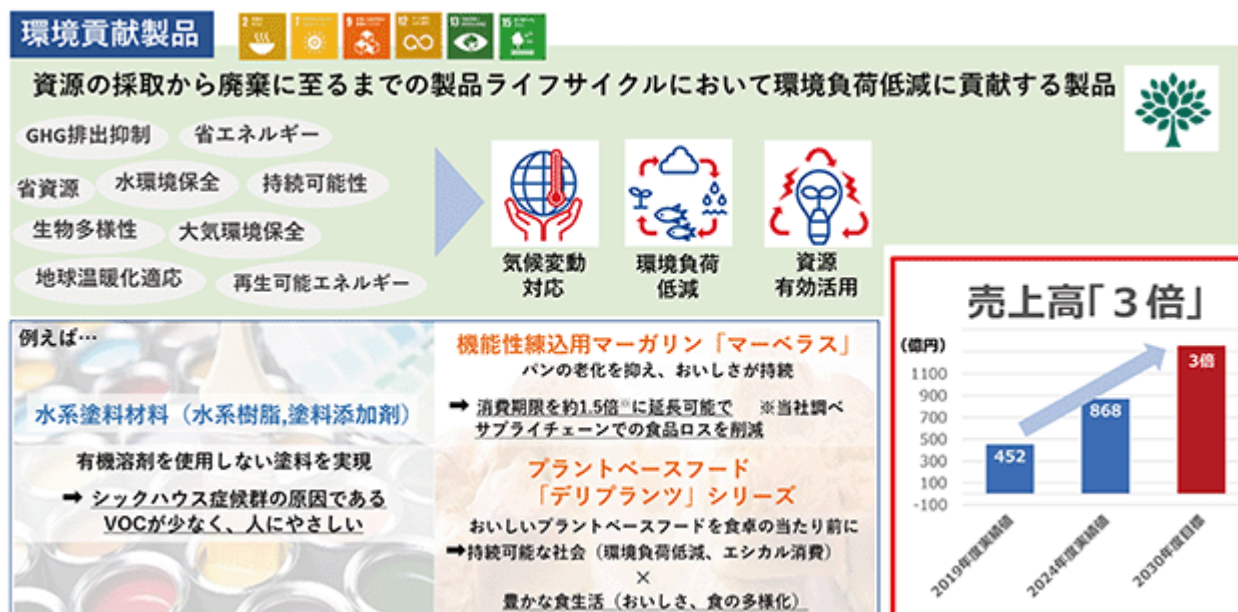 環境貢献製品
2
7
9
12
13
15
資源の採取から廃棄に至るまでの製品ライフサイクルにおいて環境負荷低減に貢献する製品
GHG排出抑制
省エネルギー
省資源
水環境保全
持続可能性
生物多様性
大気環境保全
地球温暖化適応
再生可能エネルギー
気候変動
対応
環境負荷
低減
資源
有効活用
例えば…
水系塗料材料（水系樹脂,塗料添加剤）
有機溶剤を使用しない塗料を実現
➡ シックハウス症候群の原因である
VOCが少なく、人にやさしい
機能性練込用マーガリン「マーベラス」
パンの老化を抑え、おいしさが持続
➡ 消費期限を約1.5倍※に延長可能で ※当社調べ
サプライチェーンでの食品ロスを削減
プラントベースフード
「デリプランツ」シリーズ
おいしいプラントベースフードを食卓の当たり前に
➡持続可能な社会（環境負荷低減、エシカル消費）
×
豊かな食生活（おいしさ、食の多様化）
売上高「３倍」
（億円）
1100
900
700
500
300
100
-100
452
868
3倍
2019年度実績値
2024年度実績値
2030年度目標